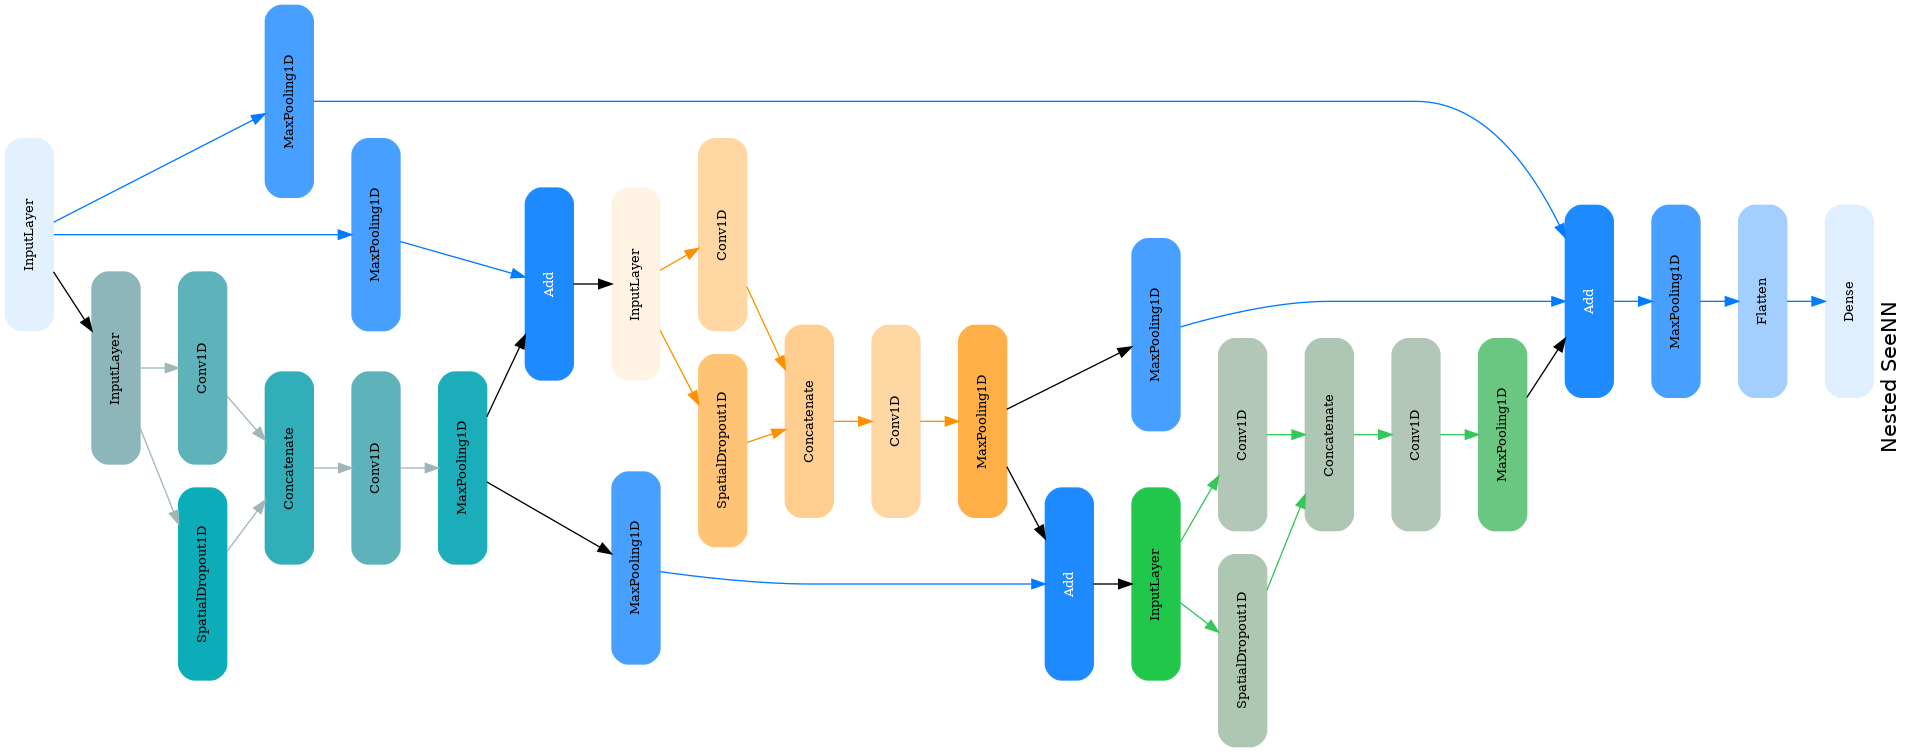 InputLayer
InputLayer
Conv1D
SpatialDropout1D
MaxPooling1D
Concatenate
MaxPooling1D
Conv1D
MaxPooling1D
Add
InputLayer
MaxPooling1D
Conv1D
SpatialDropout1D
Concatenate
Conv1D
MaxPooling1D
Add
MaxPooling1D
InputLayer
Conv1D
SpatialDropout1D
Concatenate
Conv1D
MaxPooling1D
Add
MaxPooling1D
Flatten
Dense
Nested SeeNN